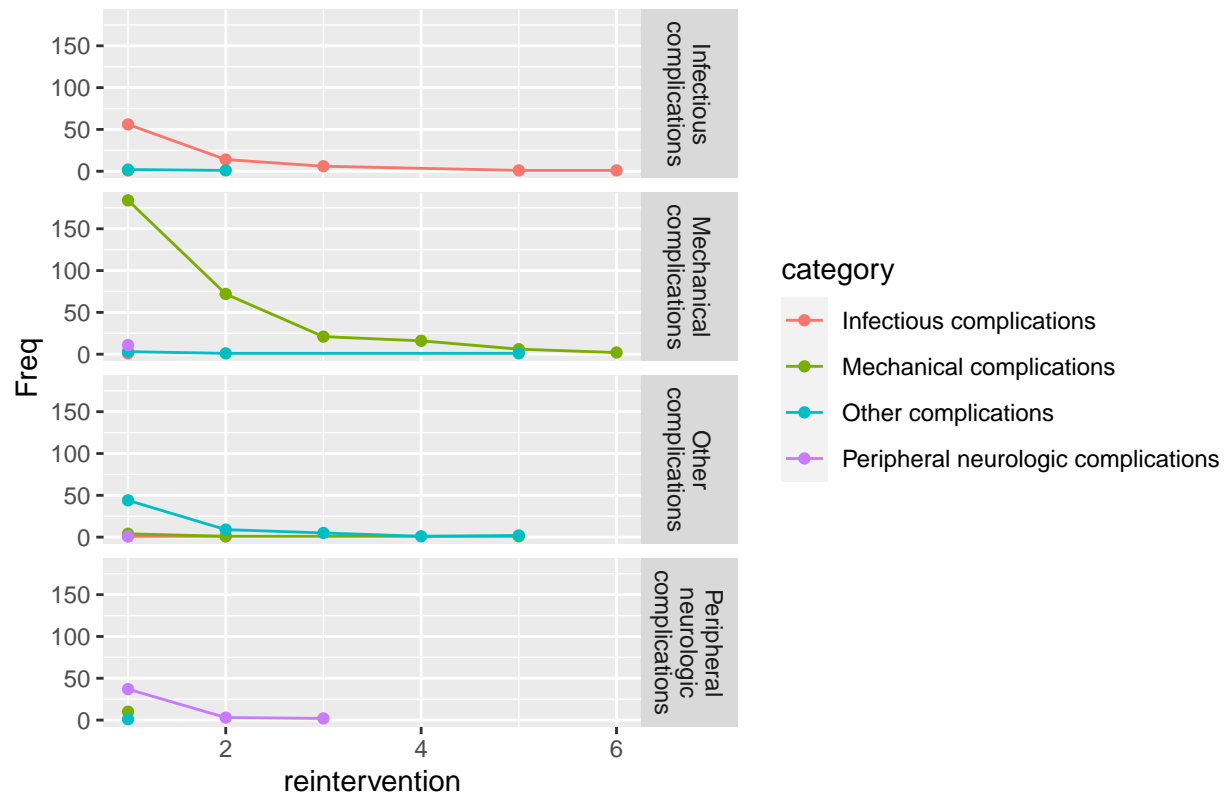 Freq
150
100
50
0
Infectious
complications
150
100
50
0
Mechanical
complications
150
100
50
0
Other
complications
150
100
50
0
Peripheral
neurologic
complications
2
4
6
reintervention
category
Infectious complications
Mechanical complications
Other complications
Peripheral neurologic complications